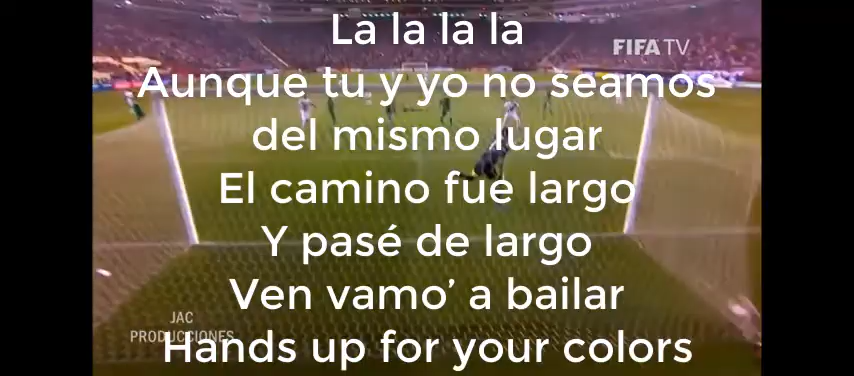 La la la la
FIFA TV
Aunque tu y yo no seamos
del mismo lugar
El camino fue largo
Y pasé de largo
Ven vamo’ a bailar
JAC
PRODUCCIONES
Hands up for your colors